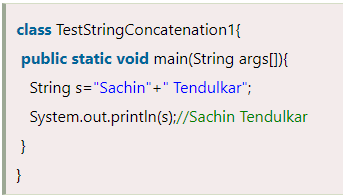 class TestStringConcatenation1{
public static void main(String args[]){
String s="Sachin"+" Tendulkar";
System.out.println(s);//Sachin Tendulkar
}
}